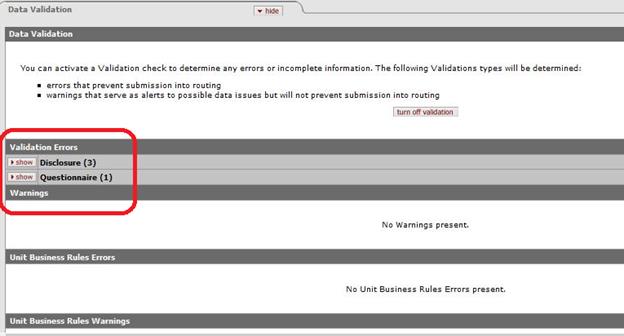 Data Validation
hide
Data Validation
You can activate a Validation check to determine any errors or incomplete information. The following Validations types will be determined:
errors that prevent submission into routing
warnings that serve as alerts to possible data issues but will not prevent submission into routing
turn off validation
Validation Errors
show Disclosure (3)
show Questionnaire (1)
Warnings
No Warnings present.
Unit Business Rules Errors
No Unit Business Rules Errors present.
Unit Business Rules Warnings